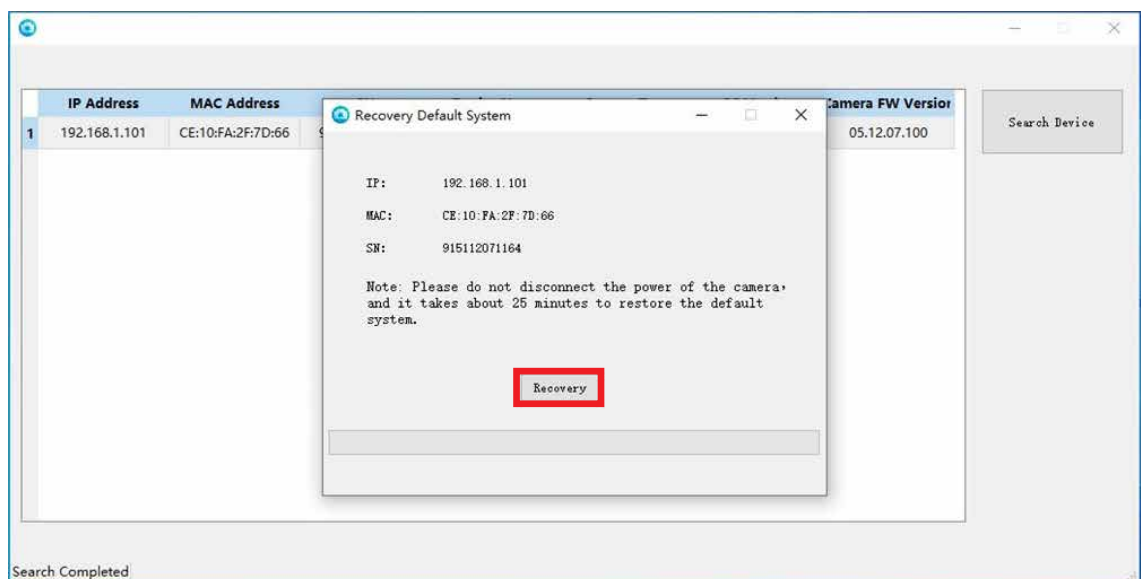 IP Address MAC Address Camera FW Version
1 192.168.1.101 CE:10:FA:2F:7D:66 05.12.07.100
Search Device
Recovery Default System
IP: 192.168.1.101
MAC: CE:10:FA:2F:7D:66
SN: 915112071164
Note: Please do not disconnect the power of the camera,
and it takes about 25 minutes to restore the default
system.
Recovery
Search Completed